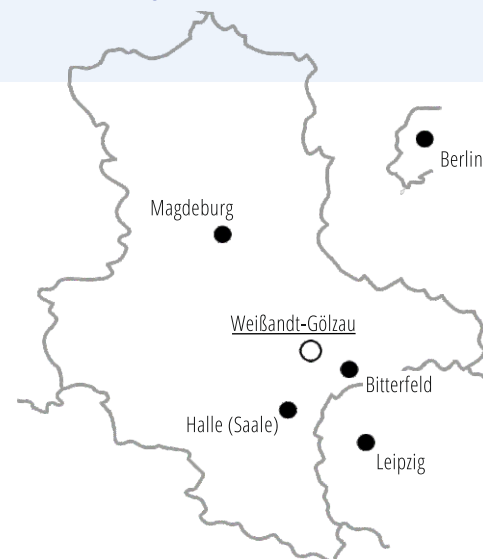 Berlin
Magdeburg
Weißandt-Gölzau
Bitterfeld
Halle (Saale)
Leipzig